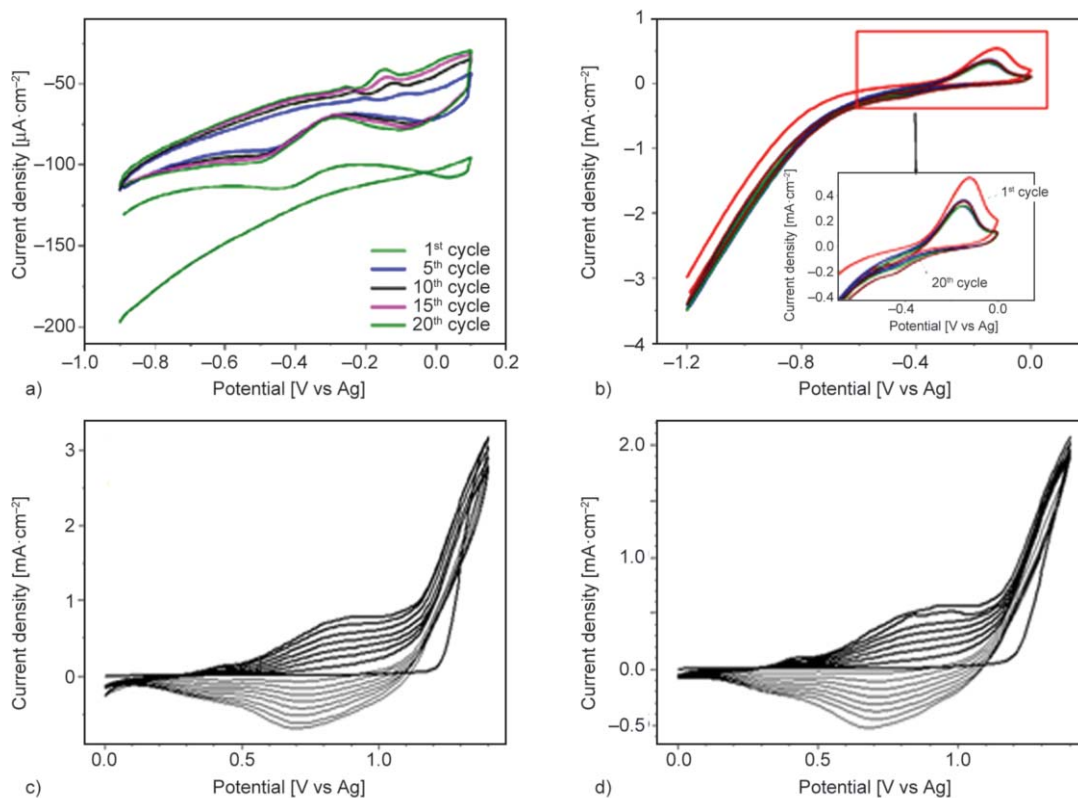 Current density [µA·cm⁻²]
−50
−100
−150
−200
1ˢᵗ cycle
5ᵗʰ cycle
10ᵗʰ cycle
15ᵗʰ cycle
20ᵗʰ cycle
−1.0
−0.8
−0.6
−0.4
−0.2
0.0
0.2
a)
Potential [V vs Ag]
Current density [mA·cm⁻²]
1
0
−1
−2
−3
−4
Current density [mA·cm⁻²]
0.4
0.2
0.0
−0.2
−0.4
1ˢᵗ cycle
20ᵗʰ cycle
−0.4
0.0
Potential [V vs Ag]
−1.2
−0.8
−0.4
0.0
b)
Potential [V vs Ag]
Current density [mA·cm⁻²]
3
2
1
0
0.0
0.5
1.0
c)
Potential [V vs Ag]
Current density [mA·cm⁻²]
2.0
1.0
0.0
−0.5
0.0
0.5
1.0
d)
Potential [V vs Ag]